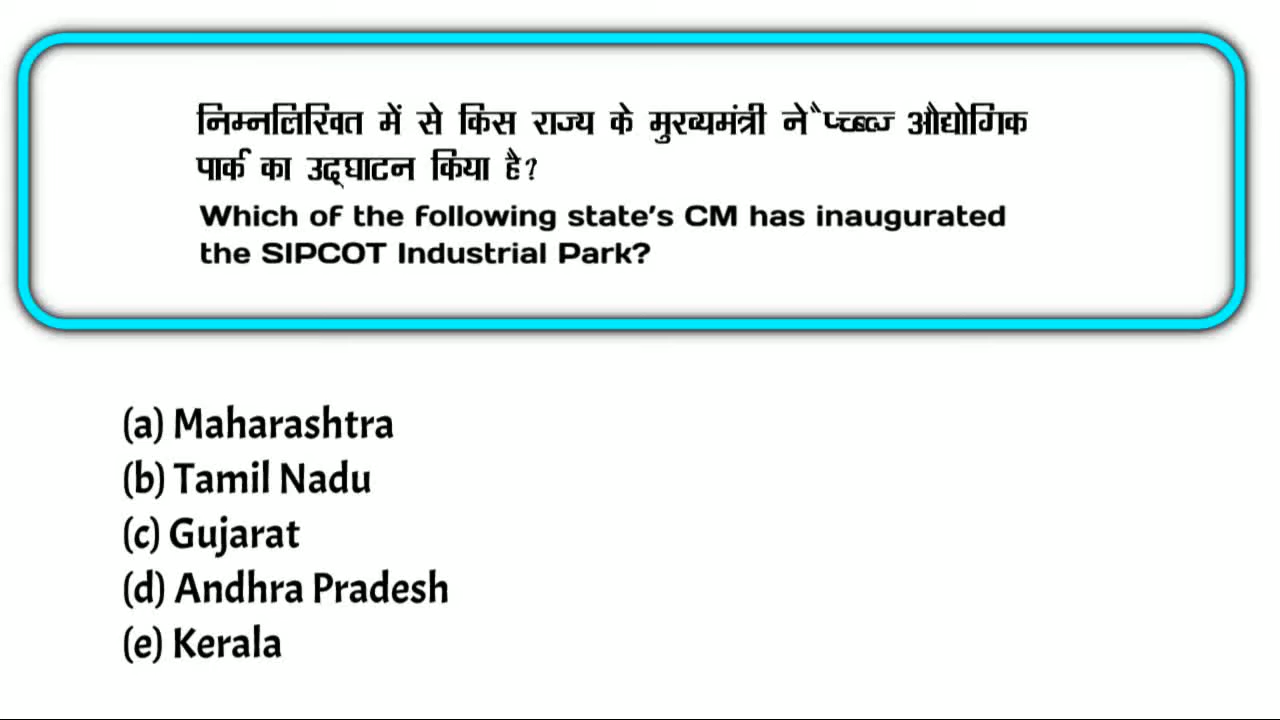 निम्नलिखित में से किस राज्य के मुख्यमंत्री ने औद्योगिक
पार्क का उद्घाटन किया है?
Which of the following state's CM has inaugurated
the SIPCOT Industrial Park?
(a) Maharashtra
(b) Tamil Nadu
(c) Gujarat
(d) Andhra Pradesh
(e) Kerala